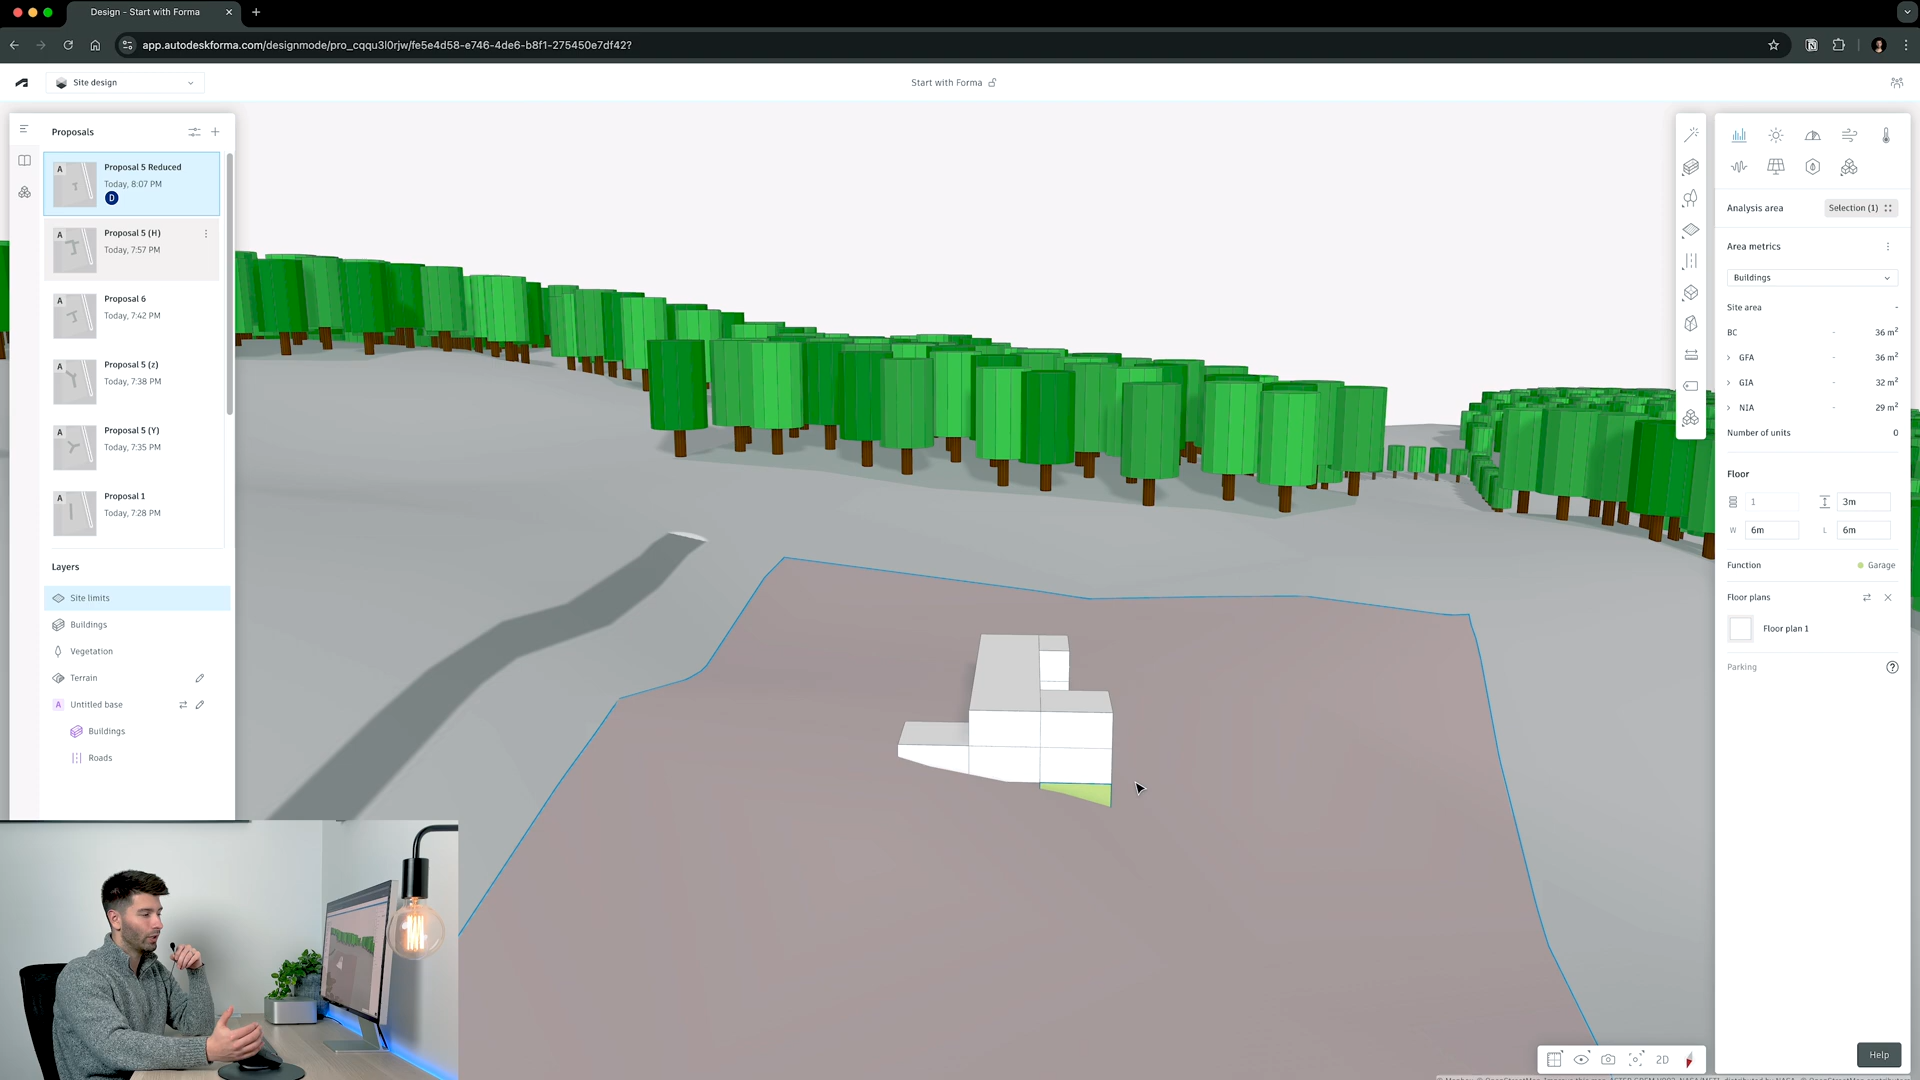 Design - Start with Forma
app.autodeskforma.com/designmode/pro_cqqu3l0rjw/fe5e4d58-e746-4de6-b8f1-275450e7df42?
Site design
Start with Forma
Proposals
A
Proposal 5 Reduced
Today, 8:07 PM
D
A
Proposal 5 (H)
Today, 7:57 PM
A
Proposal 6
Today, 7:42 PM
A
Proposal 5 (z)
Today, 7:38 PM
A
Proposal 5 (Y)
Today, 7:35 PM
A
Proposal 1
Today, 7:28 PM
Layers
Site limits
Buildings
Vegetation
Terrain
A Untitled base
Buildings
Roads
Analysis area
Selection (1)
Area metrics
Buildings
Site area -
BC - 36 m²
GFA - 36 m²
GIA - 32 m²
NIA - 29 m²
Number of units 0
Floor
1 3m
W 6m L 6m
Function Garage
Floor plans
Floor plan 1
Parking
2D
Help